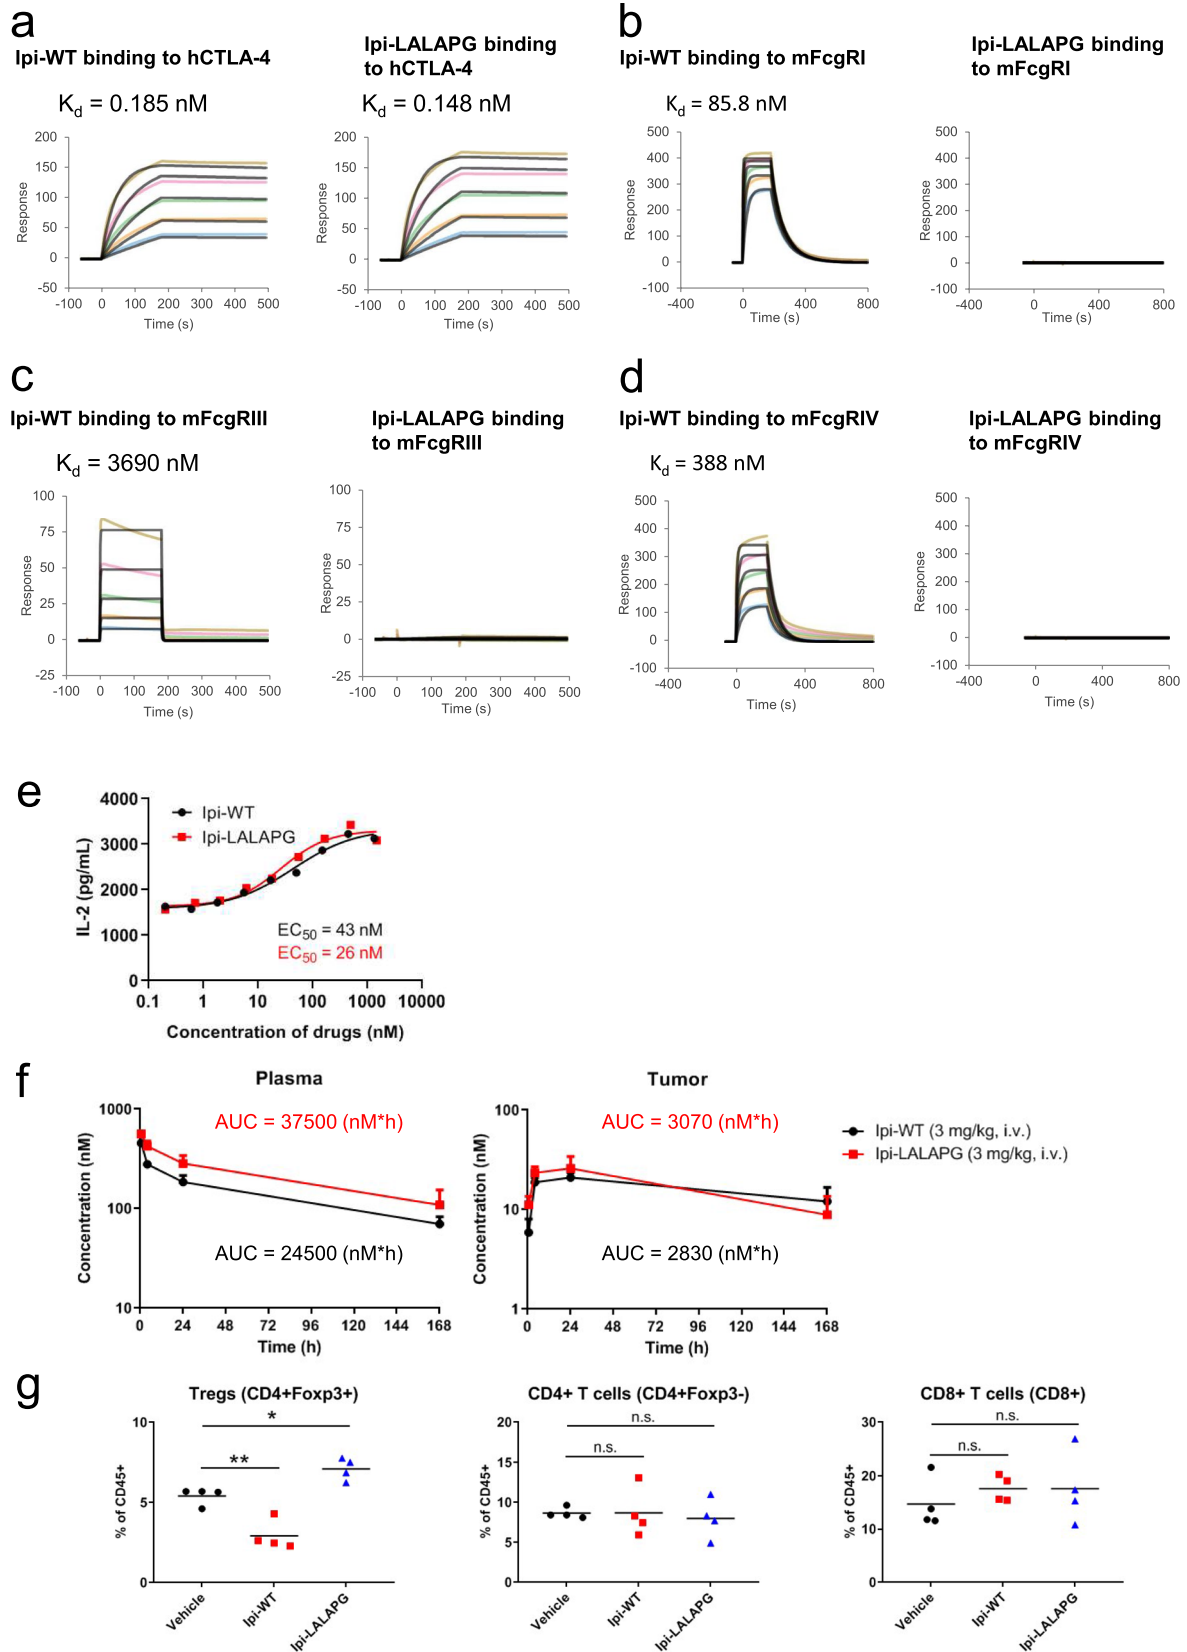 a
Ipi-WT binding to hCTLA-4
Ipi-LALAPG binding
to hCTLA-4
Kd = 0.185 nM
Kd = 0.148 nM
200
150
100
50
0
-50
Response
-100 0 100 200 300 400 500
Time (s)
200
150
100
50
0
-50
Response
-100 0 100 200 300 400 500
Time (s)
b
Ipi-WT binding to mFcgRI
Ipi-LALAPG binding
to mFcgRI
Kd = 85.8 nM
500
400
300
200
100
0
-100
Response
-400 0 400 800
Time (s)
500
400
300
200
100
0
-100
Response
-400 0 400 800
Time (s)
c
Ipi-WT binding to mFcgRIII
Ipi-LALAPG binding
to mFcgRIII
Kd = 3690 nM
100
75
50
25
0
-25
Response
-100 0 100 200 300 400 500
Time (s)
100
75
50
25
0
-25
Response
-100 0 100 200 300 400 500
Time (s)
d
Ipi-WT binding to mFcgRIV
Ipi-LALAPG binding
to mFcgRIV
Kd = 388 nM
500
400
300
200
100
0
-100
Response
-400 0 400 800
Time (s)
500
400
300
200
100
0
-100
Response
-400 0 400 800
Time (s)
e
4000
3000
2000
1000
0
IL-2 (pg/mL)
Ipi-WT
Ipi-LALAPG
EC50 = 43 nM
EC50 = 26 nM
0.1 1 10 100 1000 10000
Concentration of drugs (nM)
f
Plasma
1000
100
10
Concentration (nM)
AUC = 37500 (nM*h)
AUC = 24500 (nM*h)
0 24 48 72 96 120 144 168
Time (h)
Tumor
100
10
1
Concentration (nM)
AUC = 3070 (nM*h)
AUC = 2830 (nM*h)
0 24 48 72 96 120 144 168
Time (h)
Ipi-WT (3 mg/kg, i.v.)
Ipi-LALAPG (3 mg/kg, i.v.)
g
Tregs (CD4+Foxp3+)
10
5
0
% of CD45+
*
**
Vehicle
Ipi-WT
Ipi-LALAPG
CD4+ T cells (CD4+Foxp3-)
20
15
10
5
0
% of CD45+
n.s.
n.s.
Vehicle
Ipi-WT
Ipi-LALAPG
CD8+ T cells (CD8+)
30
20
10
0
% of CD45+
n.s.
n.s.
Vehicle
Ipi-WT
Ipi-LALAPG